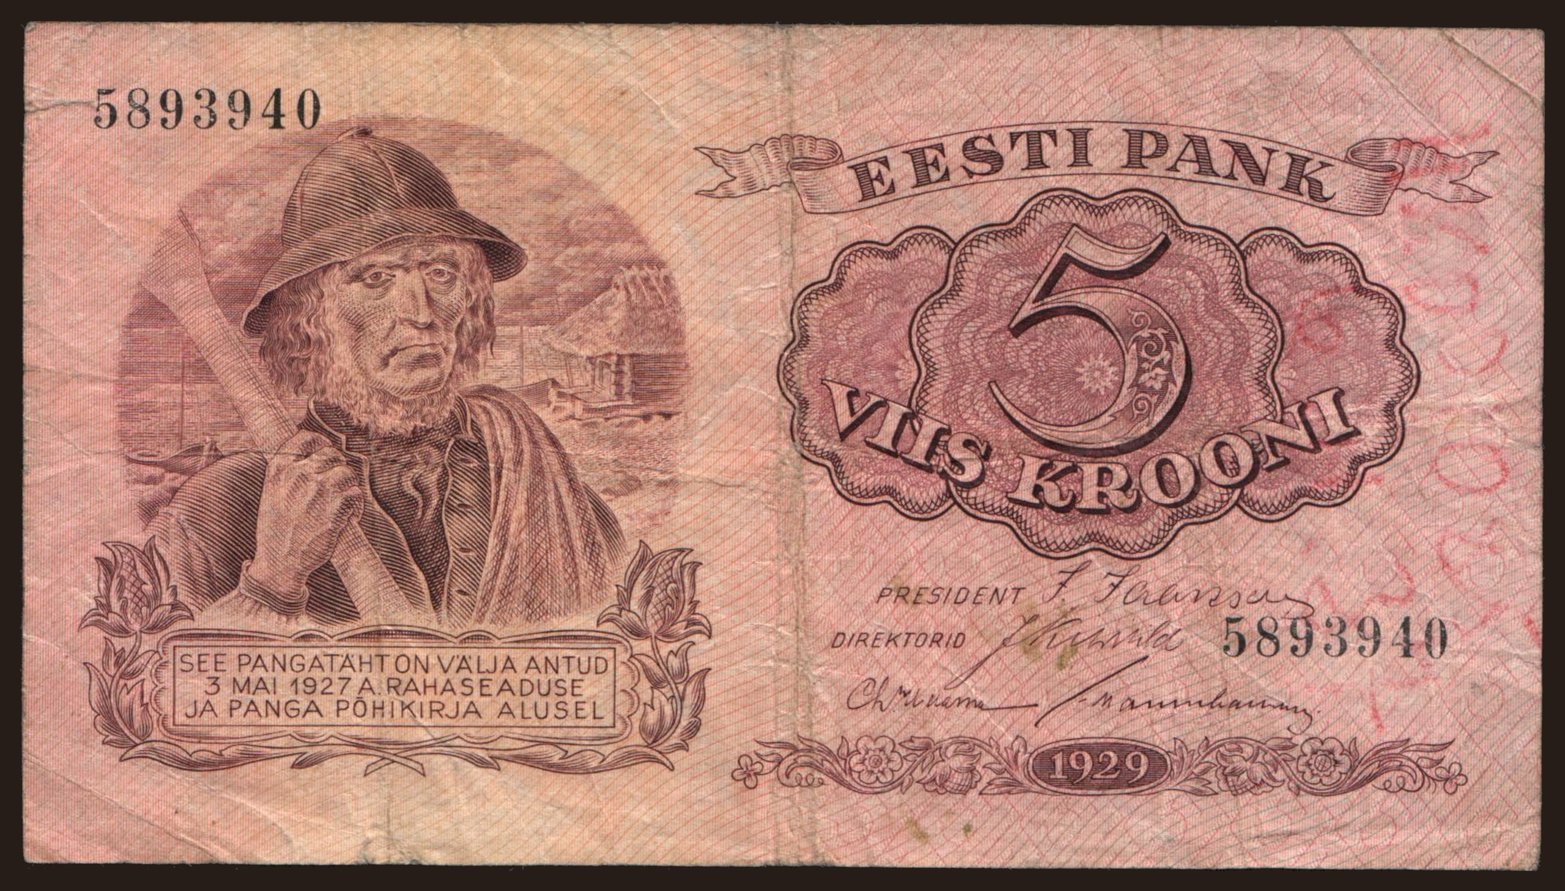 5893940
EESTI PANK
5
VIIS KROONI
PRESIDENT
DIREKTORID
5893940
SEE PANGATÄHT ON VÄLJA ANTUD
3 MAI 1927 A. RAHASEADUSE
JA PANGA PÕHIKIRJA ALUSEL
1929